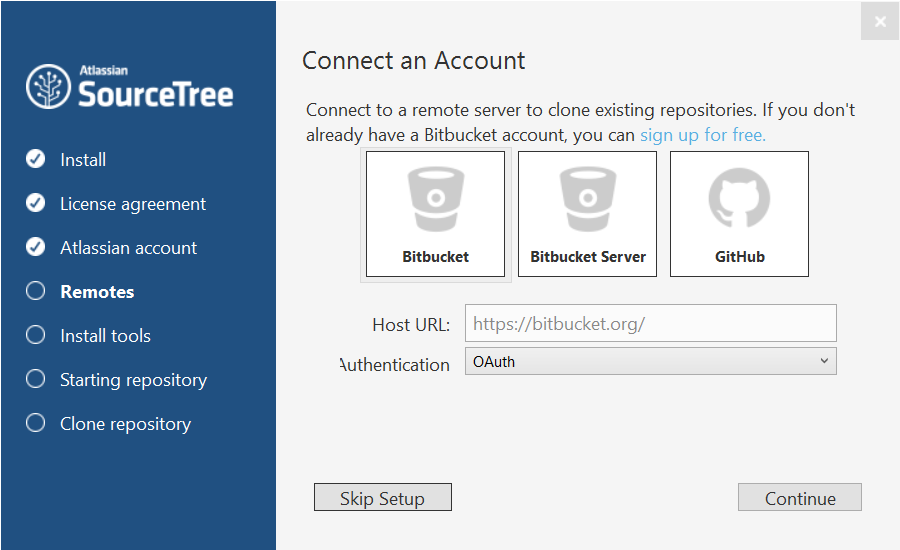 Atlassian
SourceTree
Install
License agreement
Atlassian account
Remotes
Install tools
Starting repository
Clone repository
Connect an Account
Connect to a remote server to clone existing repositories. If you don't
already have a Bitbucket account, you can sign up for free.
Bitbucket
Bitbucket Server
GitHub
Host URL: https://bitbucket.org/
Authentication OAuth
Skip Setup
Continue